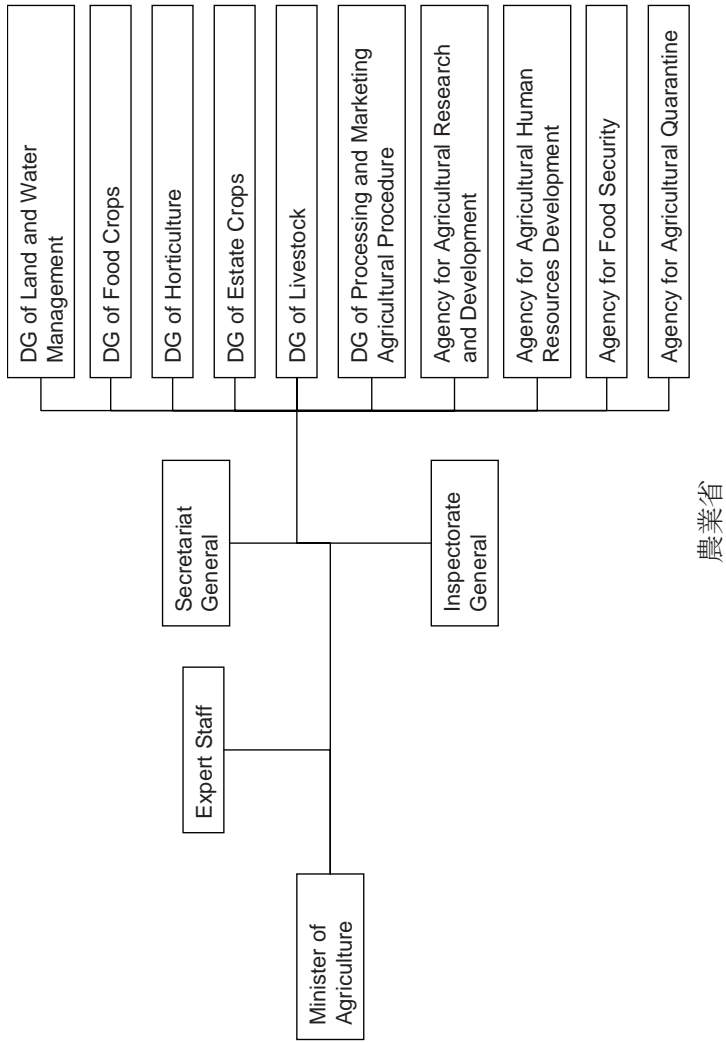 Minister of
Agriculture
Expert Staff
Secretariat
General
Inspectorate
General
DG of Land and Water
Management
DG of Food Crops
DG of Horticulture
DG of Estate Crops
DG of Livestock
DG of Processing and Marketing
Agricultural Procedure
Agency for Agricultural Research
and Development
Agency for Agricultural Human
Resources Development
Agency for Food Security
Agency for Agricultural Quarantine
農業省